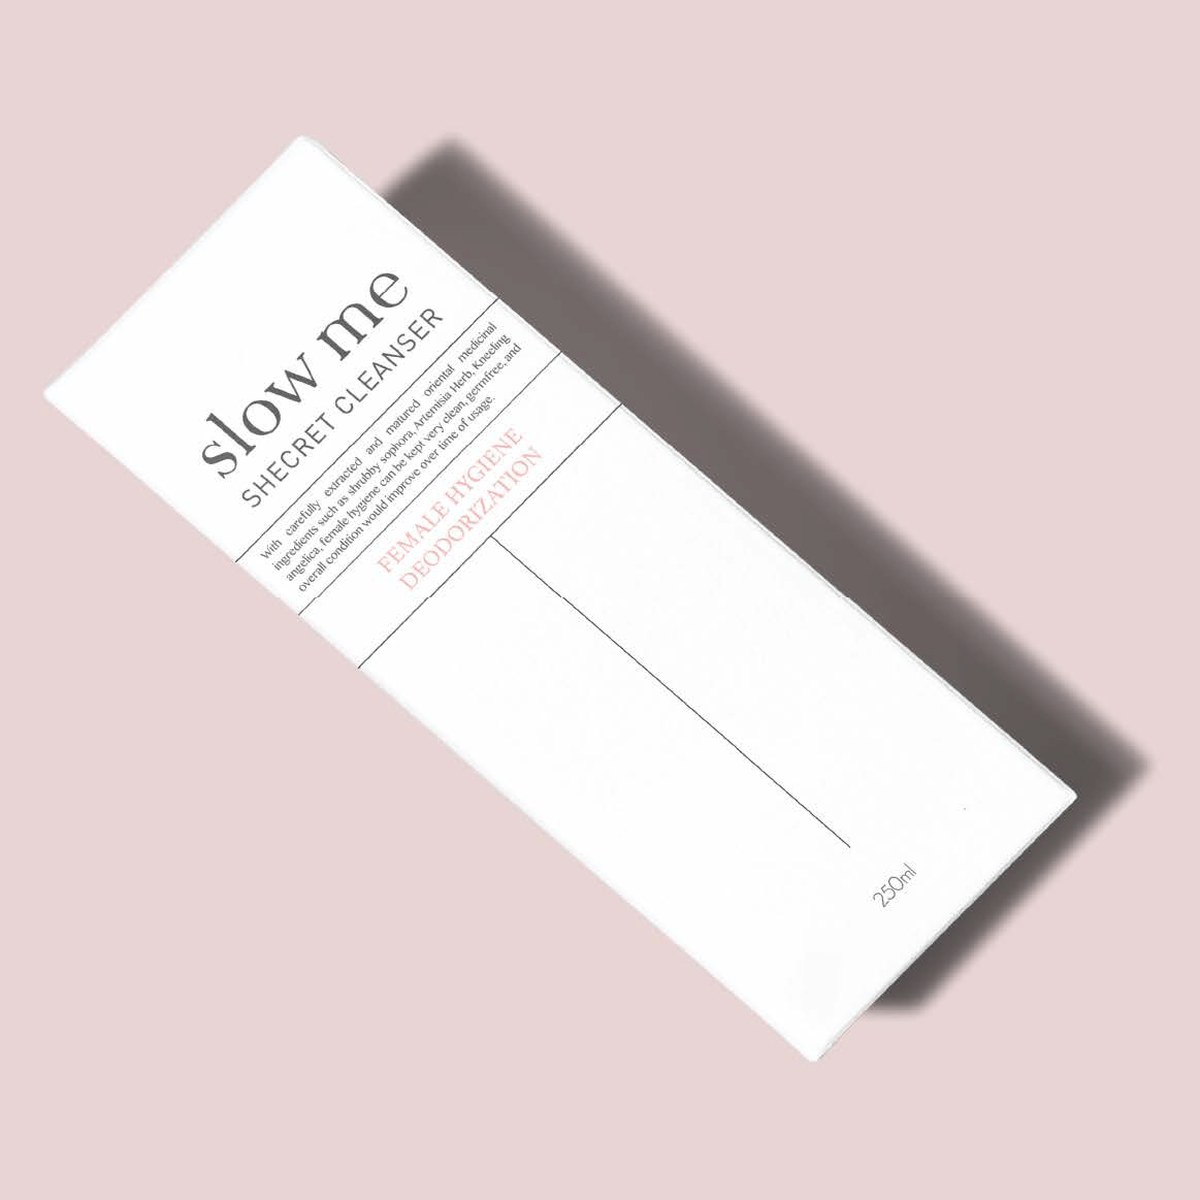 slow me
SHECRET CLEANSER
With carefully extracted and matured oriental medicinal
ingredients such as shrubby sophora, Artemisia Herb, Kneeling
angelica, female hygiene can be kept very clean, germfree, and
overall condition would improve over time of usage.
FEMALE HYGIENE
DEODORIZATION
250ml